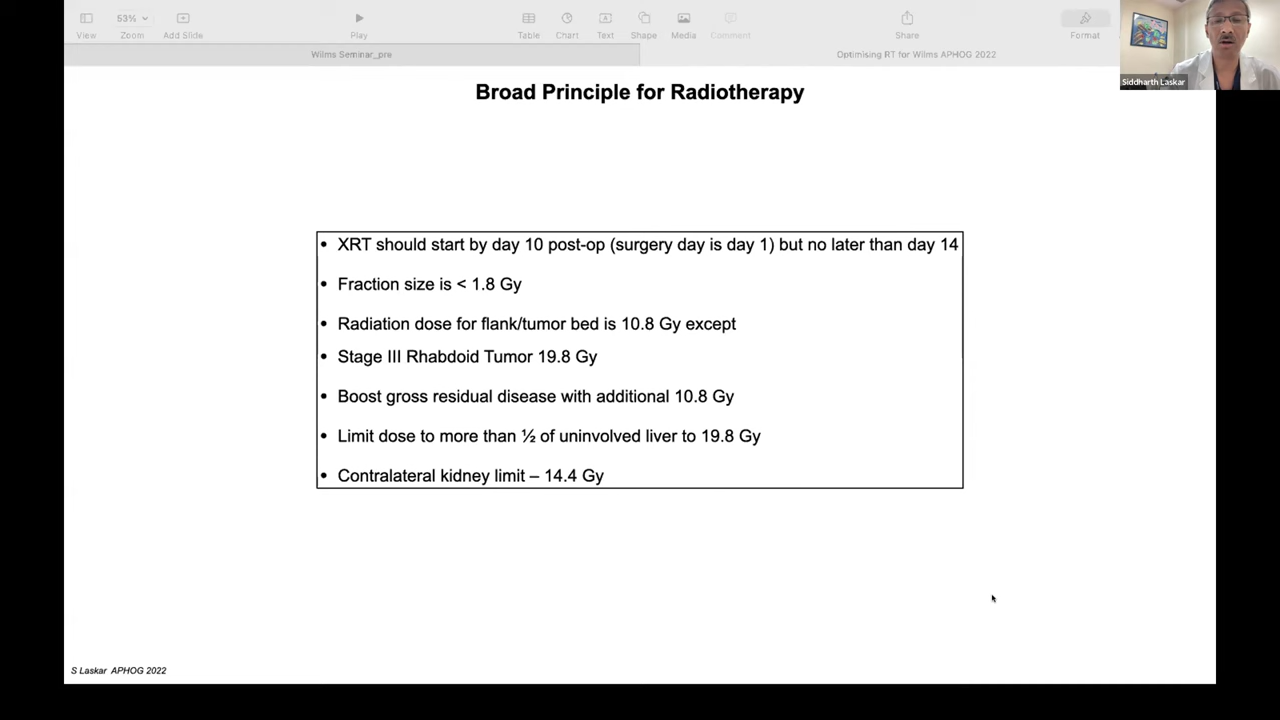 53%
View
Zoom
Add Slide
Play
Table
Chart
Text
Shape
Media
Comment
Share
Format
Wilms Seminar_pre
Optimising RT for Wilms APHOG 2022
Siddharth Laskar
Broad Principle for Radiotherapy
• XRT should start by day 10 post-op (surgery day is day 1) but no later than day 14
• Fraction size is < 1.8 Gy
• Radiation dose for flank/tumor bed is 10.8 Gy except
• Stage III Rhabdoid Tumor 19.8 Gy
• Boost gross residual disease with additional 10.8 Gy
• Limit dose to more than ½ of uninvolved liver to 19.8 Gy
• Contralateral kidney limit – 14.4 Gy
S Laskar APHOG 2022